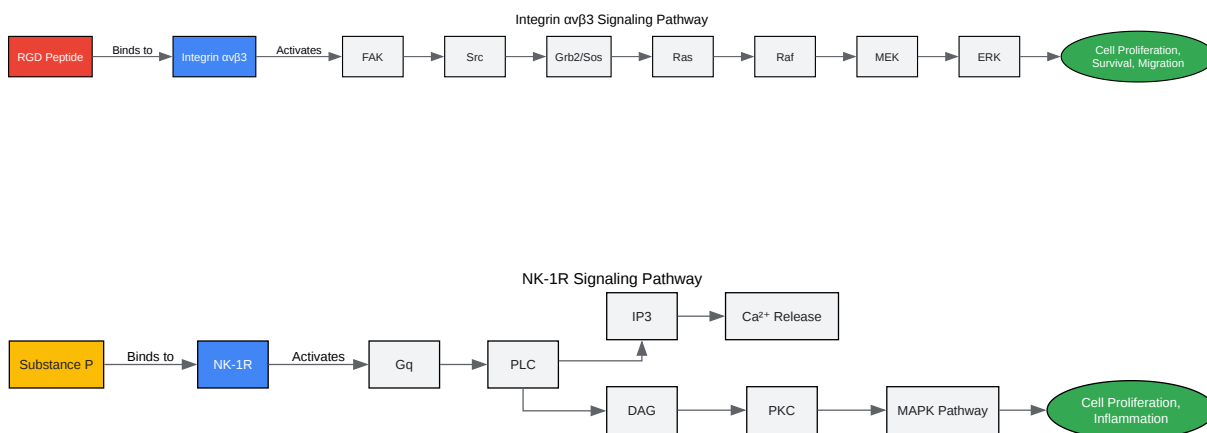 Integrin αvβ3 Signaling Pathway
RGD Peptide
Binds to
Integrin αvβ3
Activates
FAK
Src
Grb2/Sos
Ras
Raf
MEK
ERK
Cell Proliferation,
Survival, Migration
NK-1R Signaling Pathway
Substance P
Binds to
NK-1R
Activates
Gq
PLC
IP3
Ca²⁺ Release
DAG
PKC
MAPK Pathway
Cell Proliferation,
Inflammation